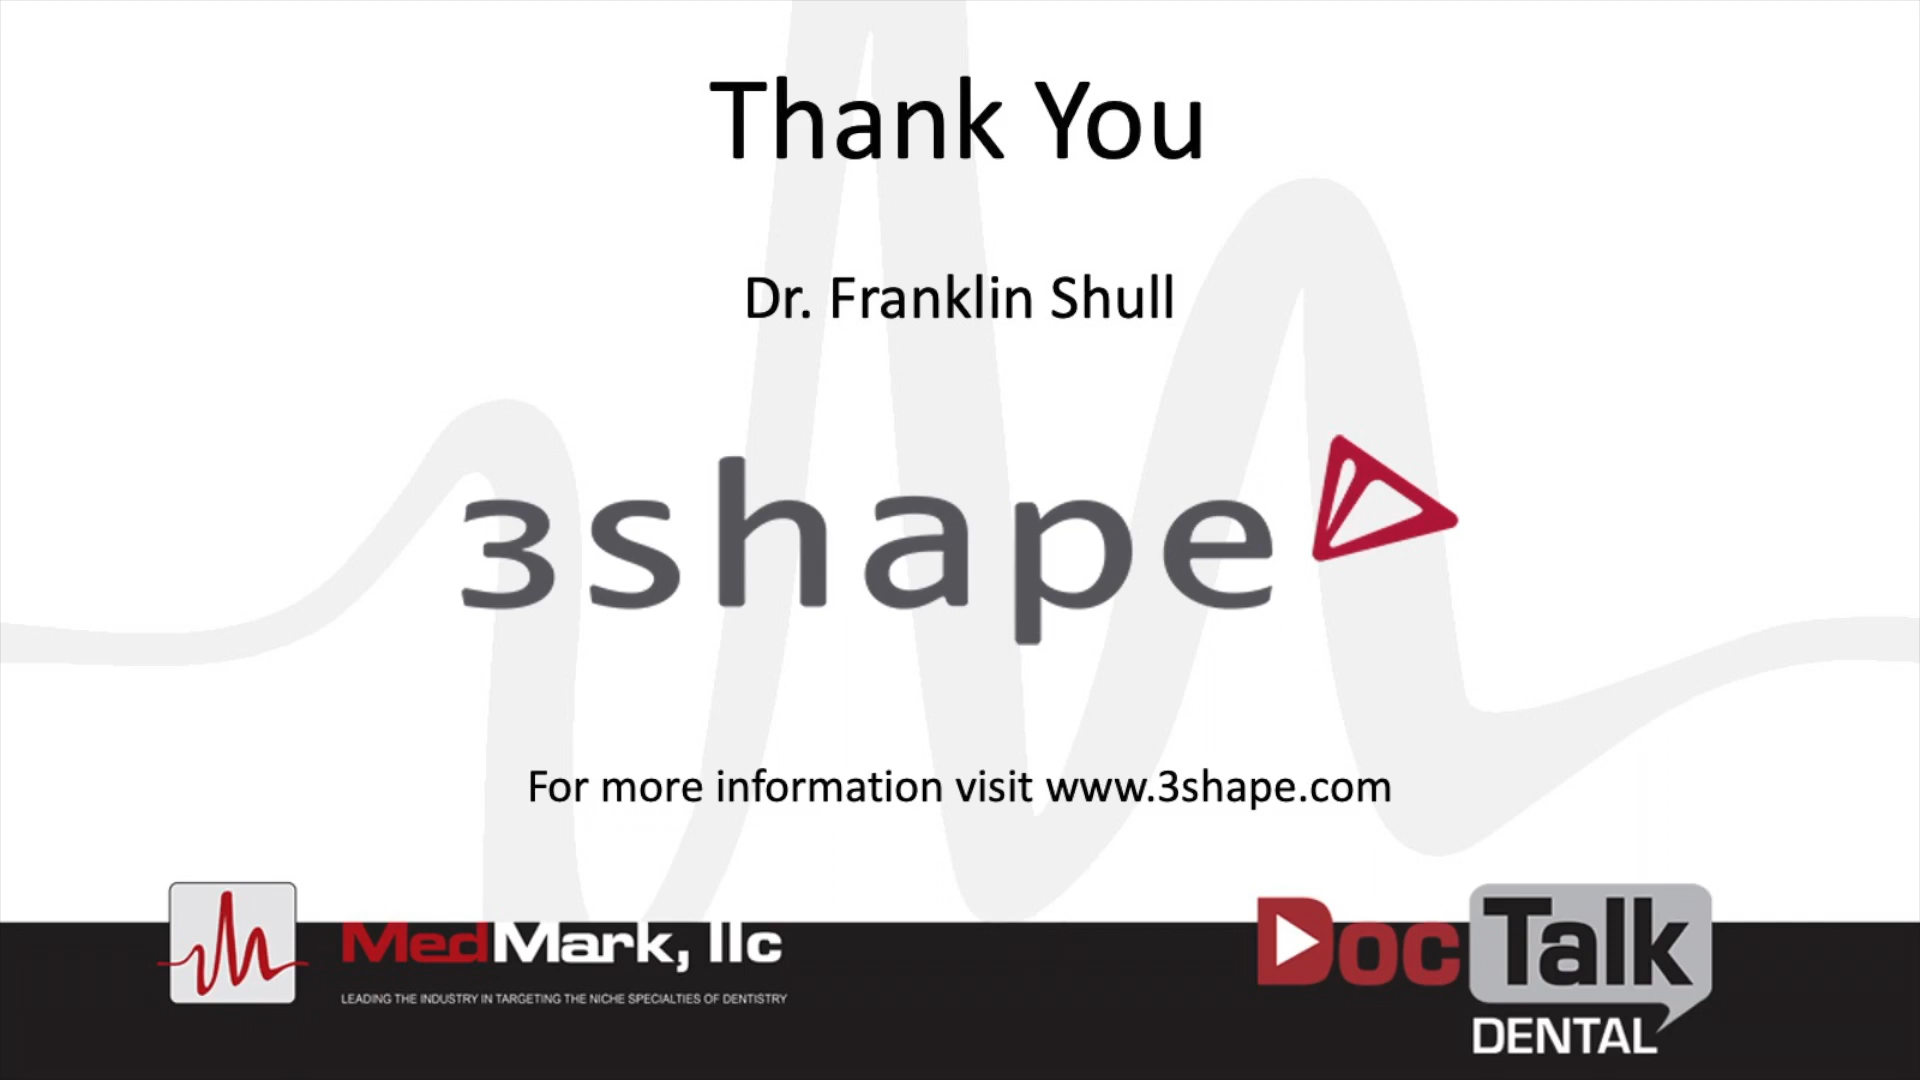 Thank You
Dr. Franklin Shull
3shape
For more information visit www.3shape.com
MedMark, llc
LEADING THE INDUSTRY IN TARGETING THE NICHE SPECIALTIES OF DENTISTRY
DocTalk
DENTAL